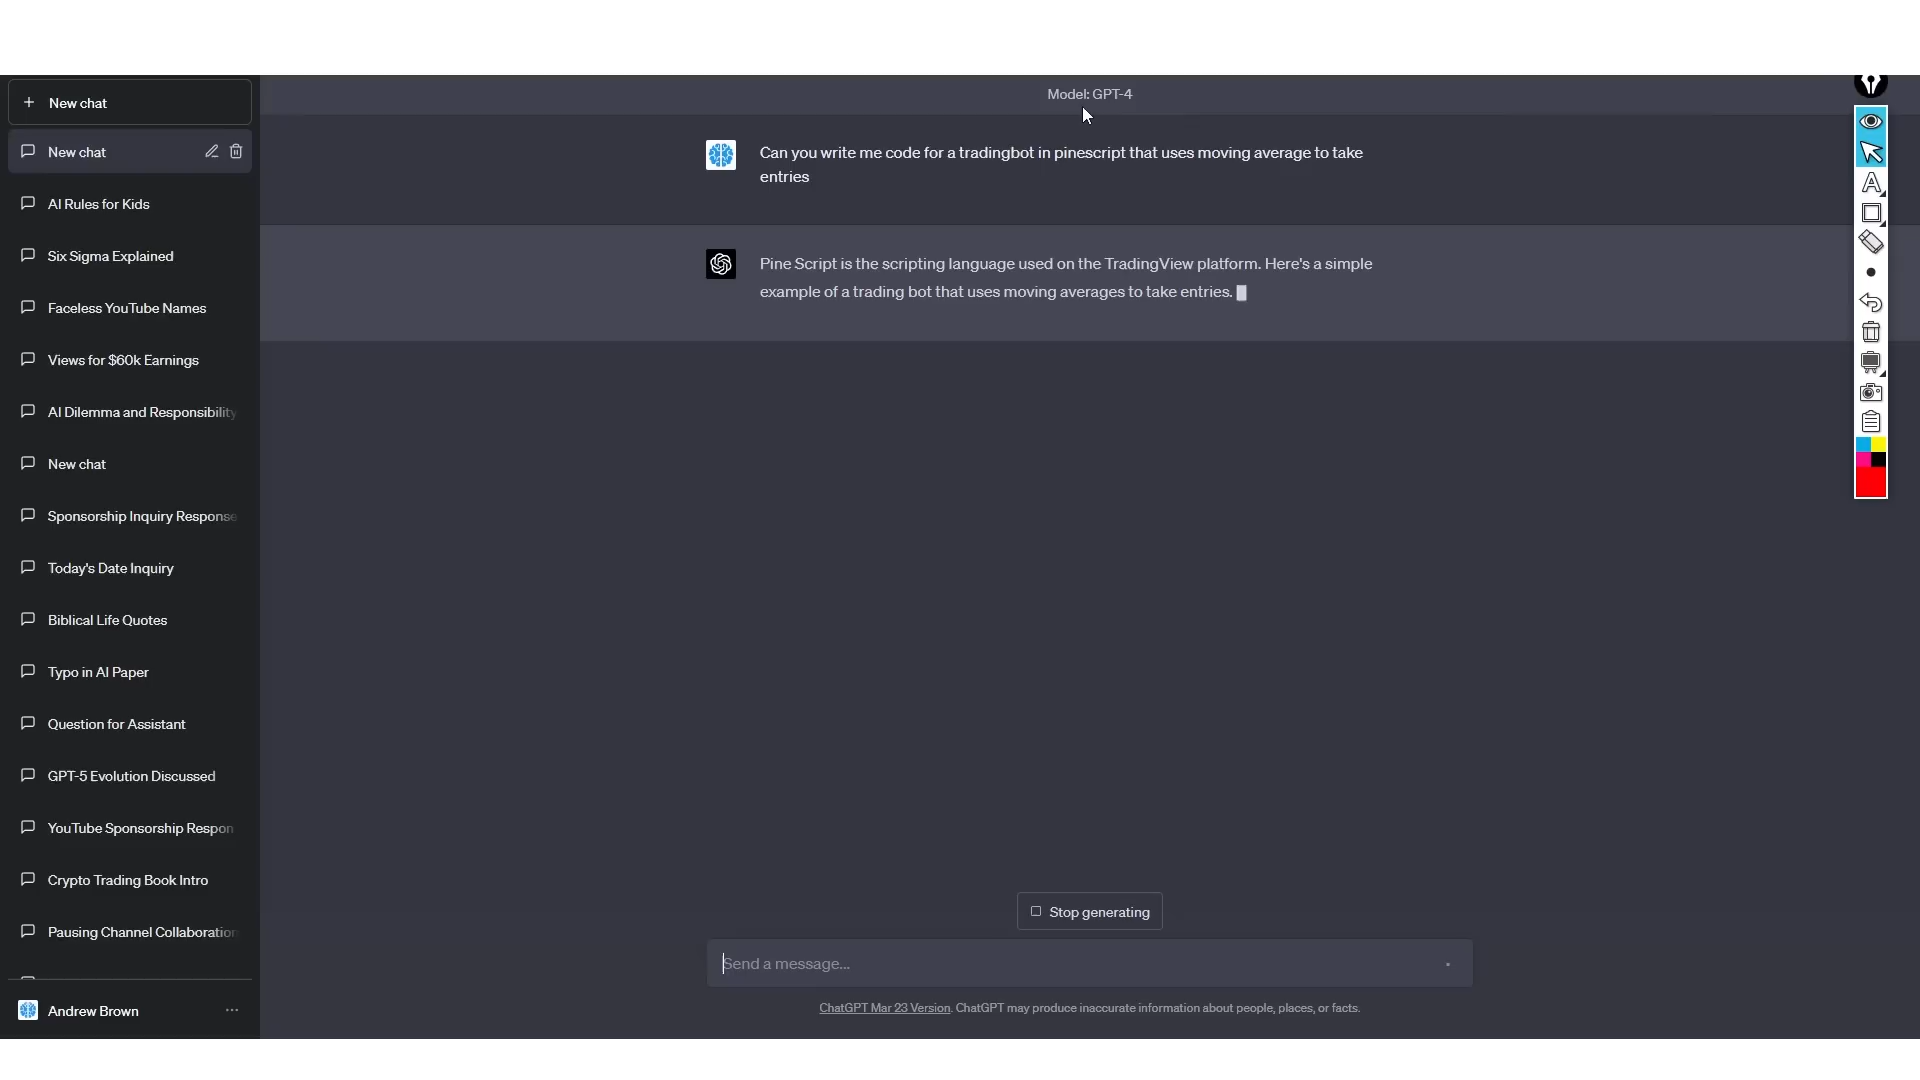 New chat
New chat
AI Rules for Kids
Six Sigma Explained
Faceless YouTube Names
Views for $60k Earnings
AI Dilemma and Responsibility
New chat
Sponsorship Inquiry Response
Today's Date Inquiry
Biblical Life Quotes
Typo in AI Paper
Question for Assistant
GPT-5 Evolution Discussed
YouTube Sponsorship Respon
Crypto Trading Book Intro
Pausing Channel Collaboration
Andrew Brown
Model: GPT-4
Can you write me code for a tradingbot in pinescript that uses moving average to take
entries
Pine Script is the scripting language used on the TradingView platform. Here's a simple
example of a trading bot that uses moving averages to take entries.
Stop generating
Send a message...
ChatGPT Mar 23 Version. ChatGPT may produce inaccurate information about people, places, or facts.
A